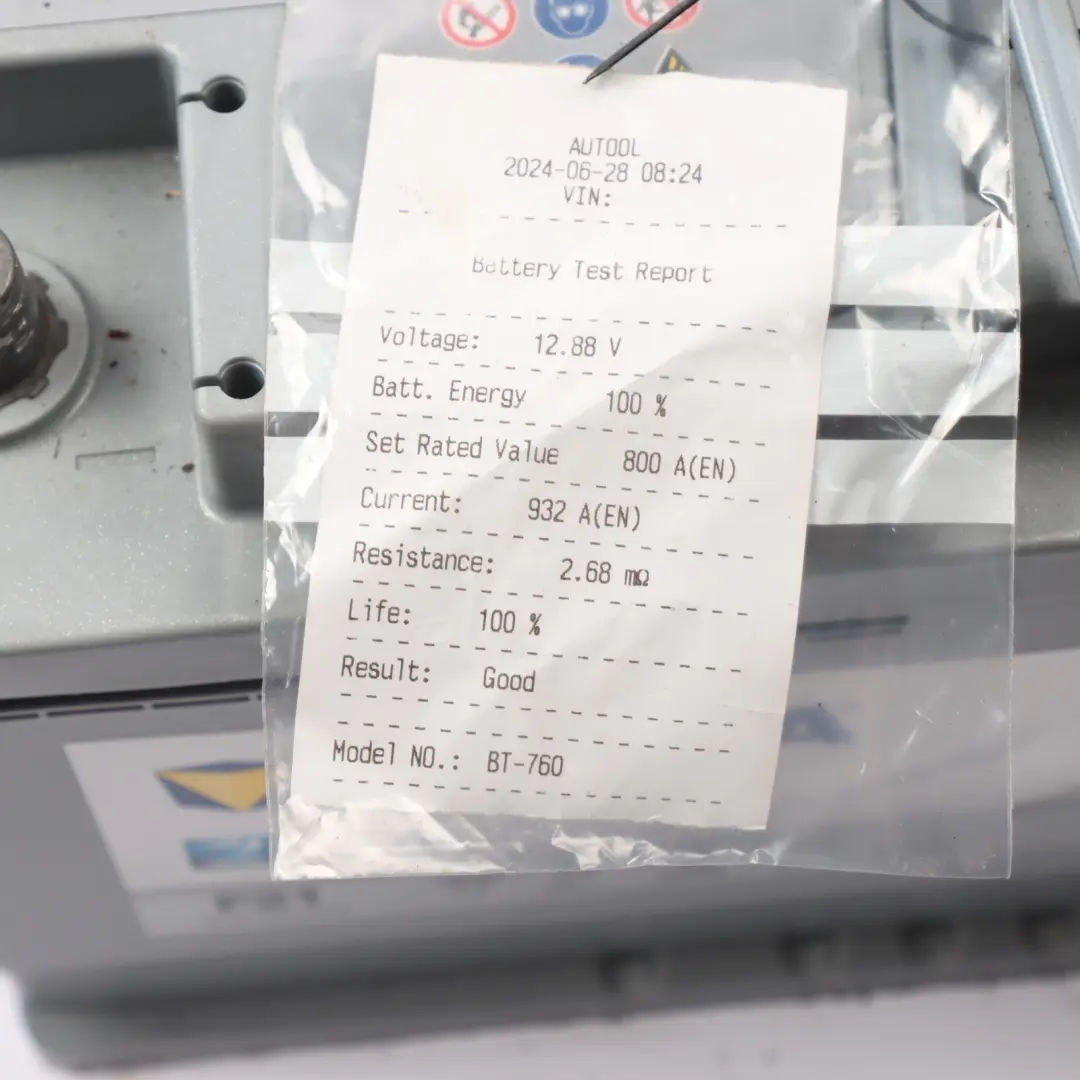 AUTOOL
2024-06-28 08:24
VIN:
Battery Test Report
Voltage: 12.88 V
Batt. Energy 100 %
Set Rated Value 800 A(EN)
Current: 932 A(EN)
Resistance: 2.68 mΩ
Life: 100 %
Result: Good
Model NO.: BT-760